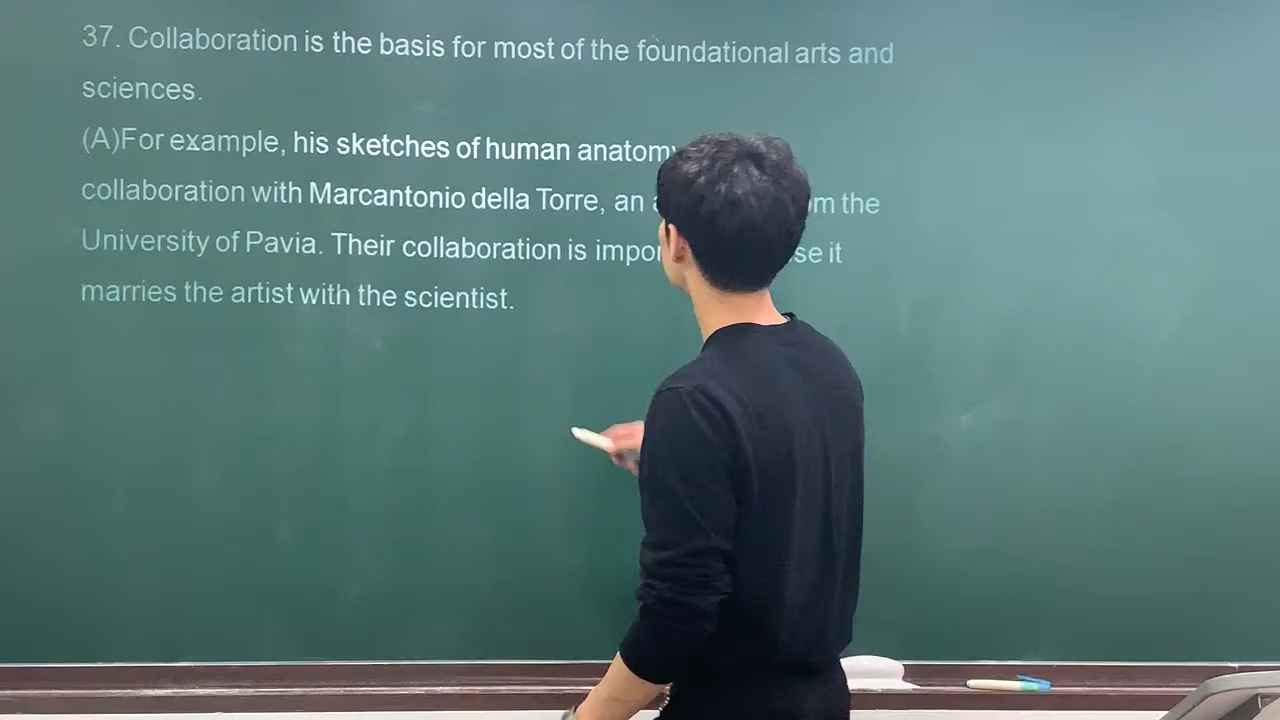 37. Collaboration is the basis for most of the foundational arts and
sciences.
(A)For example, his sketches of human anatomy
collaboration with Marcantonio della Torre, an the
University of Pavia. Their collaboration is it
marries the artist with the scientist.